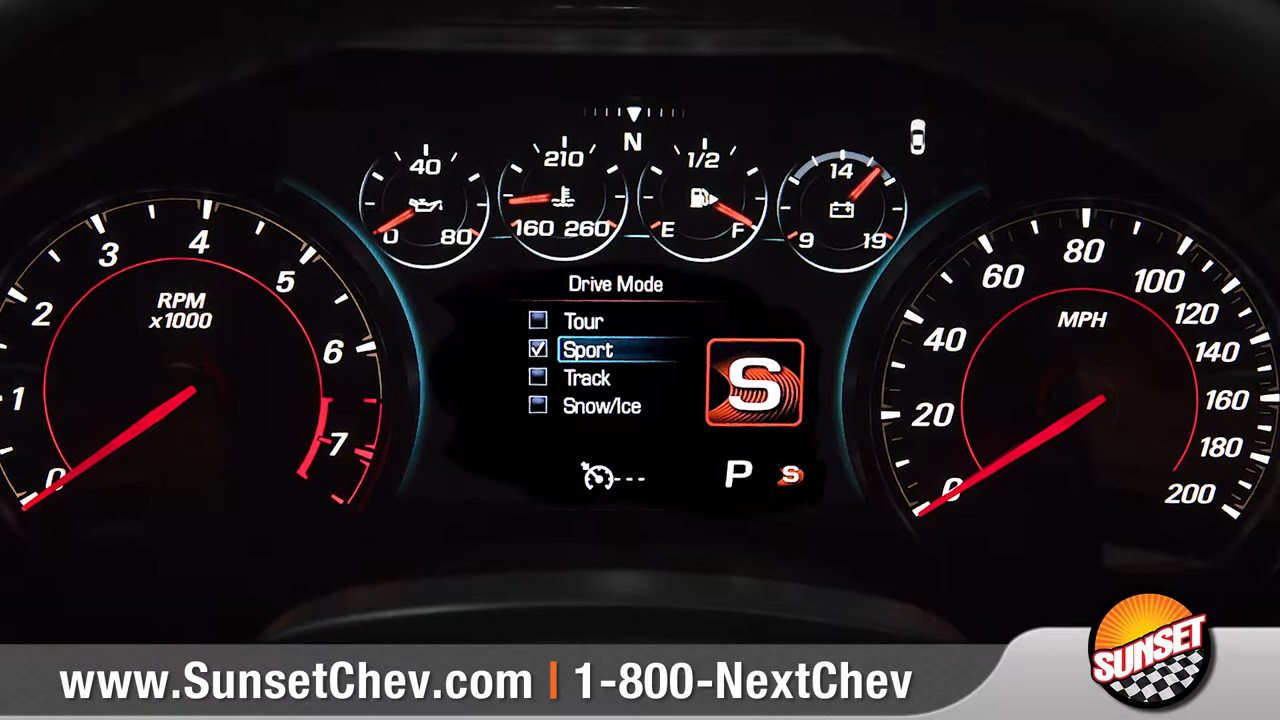 N
40
0 80
210
160 260
1/2
E F
14
9 19
RPM
x1000
0
1
2
3
4
5
6
7
Drive Mode
Tour
Sport
Track
Snow/Ice
S
---
P S
MPH
0
20
40
60
80
100
120
140
160
180
200
www.SunsetChev.com | 1-800-NextChev
SUNSET